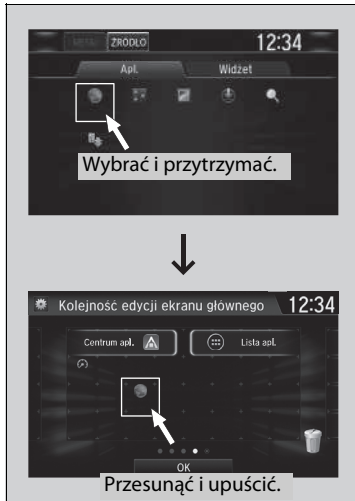 ŹRÓDŁO
12:34
Apl.
Widżet
Wybrać i przytrzymać.
Kolejność edycji ekranu głównego
12:34
Centrum apl.
Lista apl.
OK
Przesunąć i upuścić.